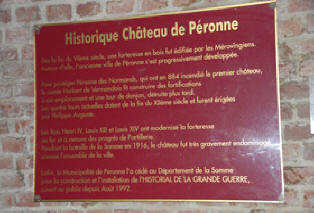 Historique Château de Péronne
Dès la fin du VIème siècle, une forteresse en bois fut édifiée par les Mérovingiens.
Autour d'elle, l'ancienne ville de Péronne s'est progressivement développée.
Pour protéger Péronne des Normands, qui ont en 884 incendié le premier château,
le comte Herbert de Vermandois fit construire des fortifications
à cet emplacement et une tour de donjon, détruite plus tard.
Les quatre tours actuelles datent de la fin du XIIème siècle et furent érigées
par Philippe Auguste.
Les Rois Henri IV, Louis XIII et Louis XIV ont modernisé la forteresse
au fur et à mesure des progrès de l'artillerie.
Pendant la bataille de la Somme en 1916, le château fut très gravement endommagé,
comme l'ensemble de la ville.
Enfin, la Municipalité de Péronne l'a cédé au Département de la Somme
pour la construction et l'installation de l'HISTORIAL DE LA GRANDE GUERRE,
ouvert au public depuis Août 1992.